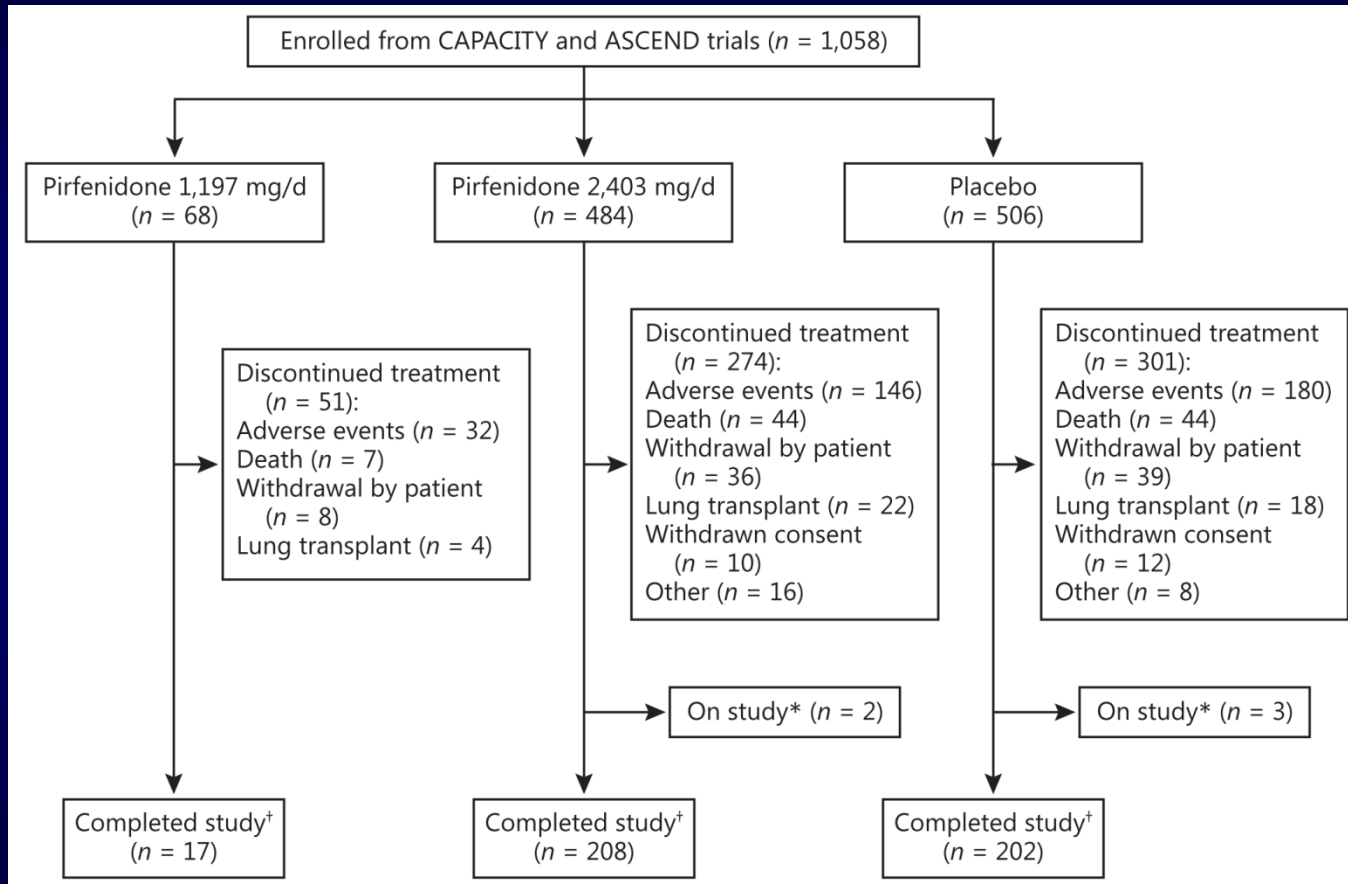 Enrolled from CAPACITY and ASCEND trials (n = 1,058)
Pirfenidone 1,197 mg/d
(n = 68)
Pirfenidone 2,403 mg/d
(n = 484)
Placebo
(n = 506)
Discontinued treatment
(n = 51):
Adverse events (n = 32)
Death (n = 7)
Withdrawal by patient
(n = 8)
Lung transplant (n = 4)
Discontinued treatment
(n = 274):
Adverse events (n = 146)
Death (n = 44)
Withdrawal by patient
(n = 36)
Lung transplant (n = 22)
Withdrawn consent
(n = 10)
Other (n = 16)
Discontinued treatment
(n = 301):
Adverse events (n = 180)
Death (n = 44)
Withdrawal by patient
(n = 39)
Lung transplant (n = 18)
Withdrawn consent
(n = 12)
Other (n = 8)
On study* (n = 2)
On study* (n = 3)
Completed study†
(n = 17)
Completed study†
(n = 208)
Completed study†
(n = 202)